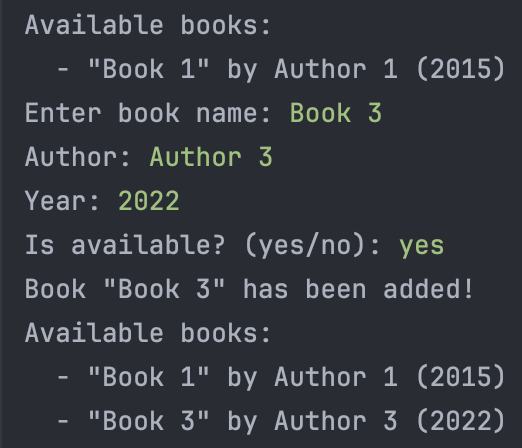 Available books:
  - "Book 1" by Author 1 (2015)
Enter book name: Book 3
Author: Author 3
Year: 2022
Is available? (yes/no): yes
Book "Book 3" has been added!
Available books:
  - "Book 1" by Author 1 (2015)
  - "Book 3" by Author 3 (2022)